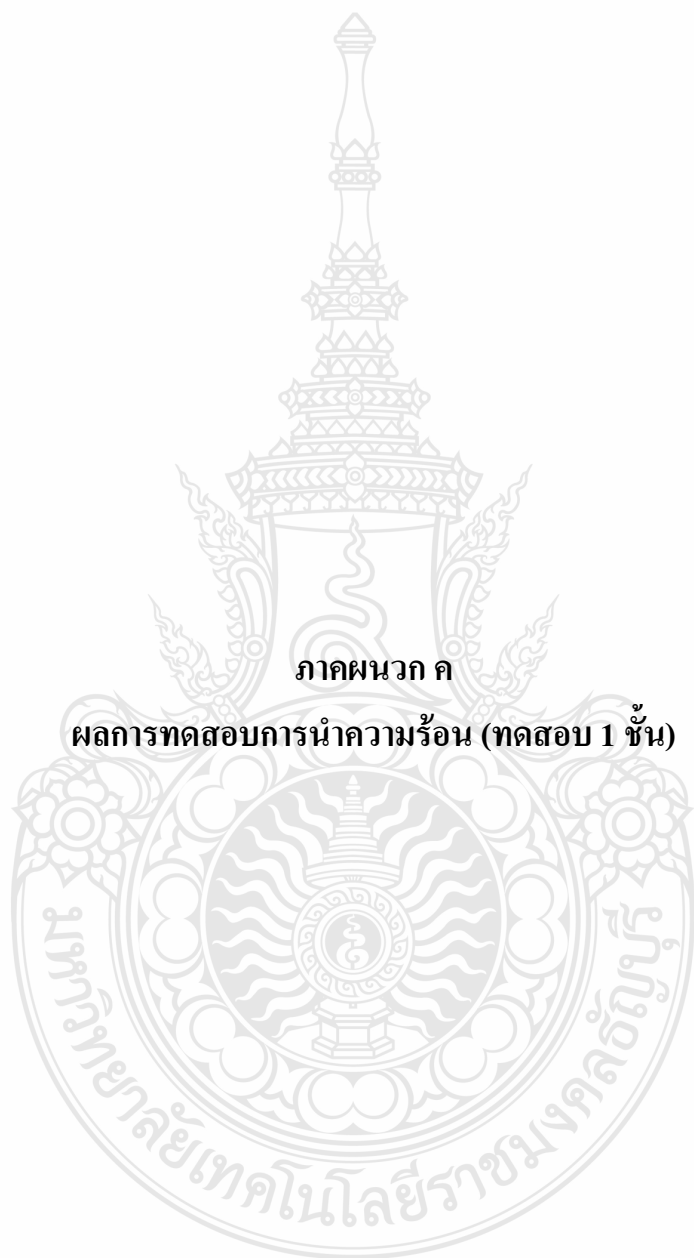 ภาคผนวก ค
ผลการทดสอบการนำความร้อน (ทดสอบ 1 ชั้น)
มหาวิทยาลัยเทคโนโลยีราชมงคลธัญบุรี